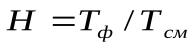 Н = Tф / Tсм